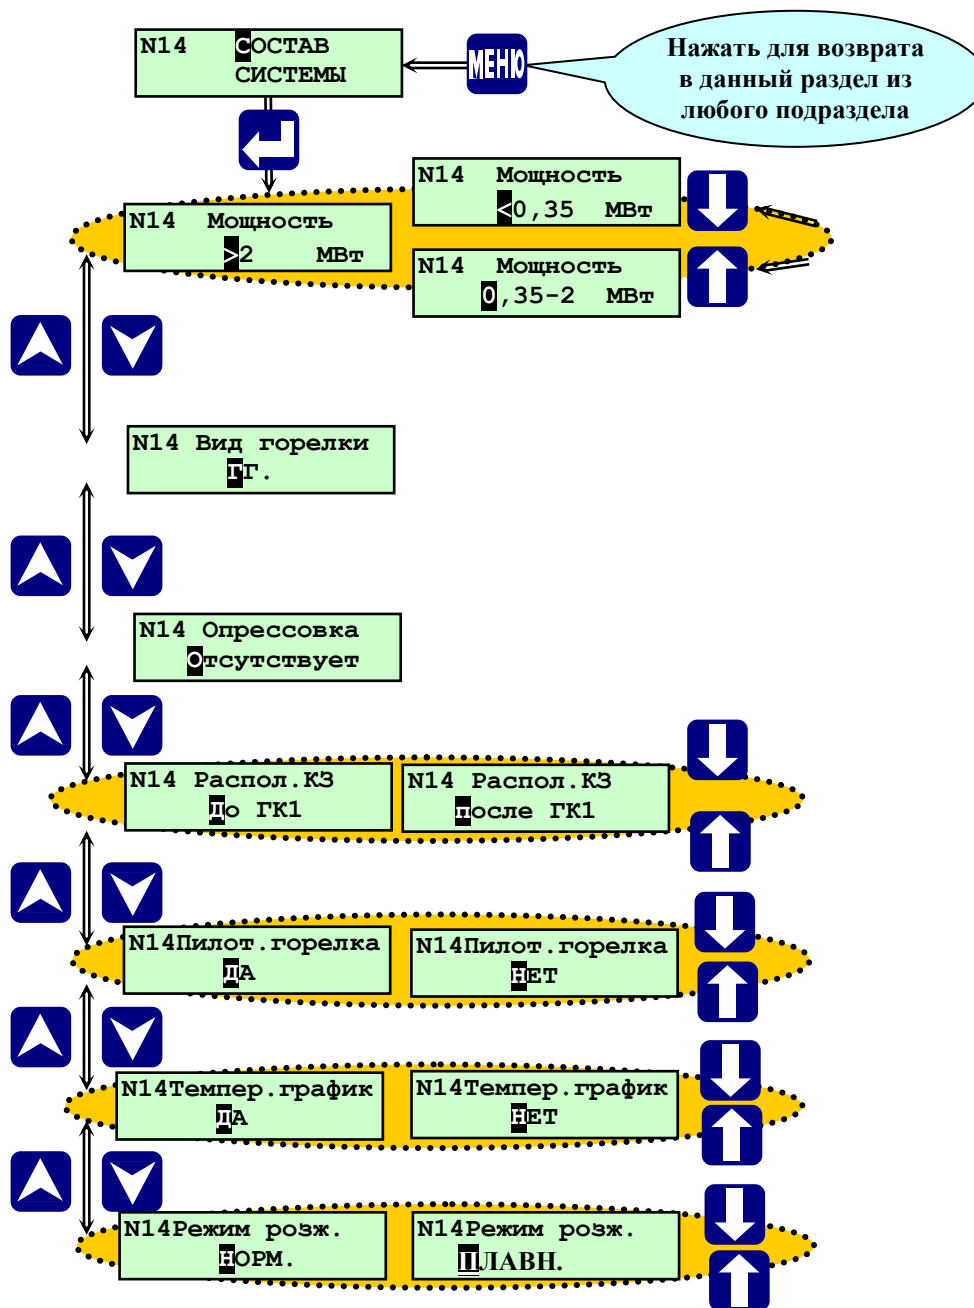 N14 СОСТАВ
СИСТЕМЫ
МЕНЮ
Нажать для возврата
в данный раздел из
любого подраздела
N14 Мощность
>2 МВт
N14 Мощность
<0,35 МВт
N14 Мощность
0,35-2 МВт
N14 Вид горелки
ГГ.
N14 Опрессовка
Отсутствует
N14 Распол.КЗ
До ГК1
N14 Распол.КЗ
после ГК1
N14Пилот.горелка
ДА
N14Пилот.горелка
НЕТ
N14Темпер.график
ДА
N14Темпер.график
НЕТ
N14Режим розж.
НОРМ.
N14Режим розж.
ПЛАВН.